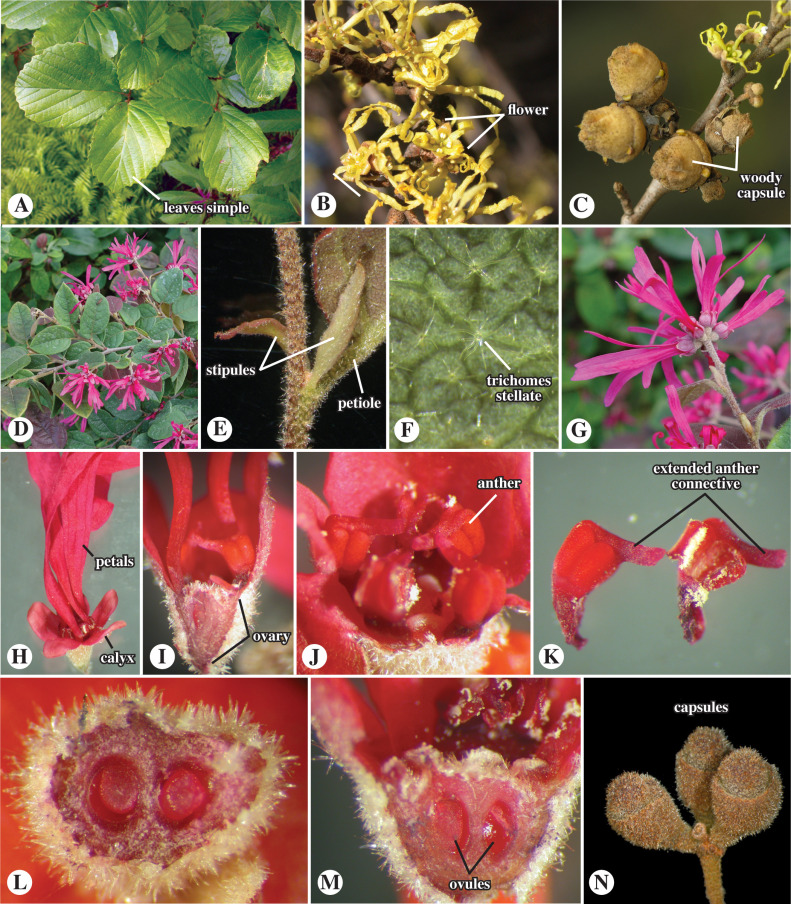 A
leaves simple
B
flower
C
woody
capsule
D
E
stipules
petiole
F
trichomes
stellate
G
H
petals
calyx
I
ovary
J
anther
K
extended anther
connective
L
M
ovules
N
capsules